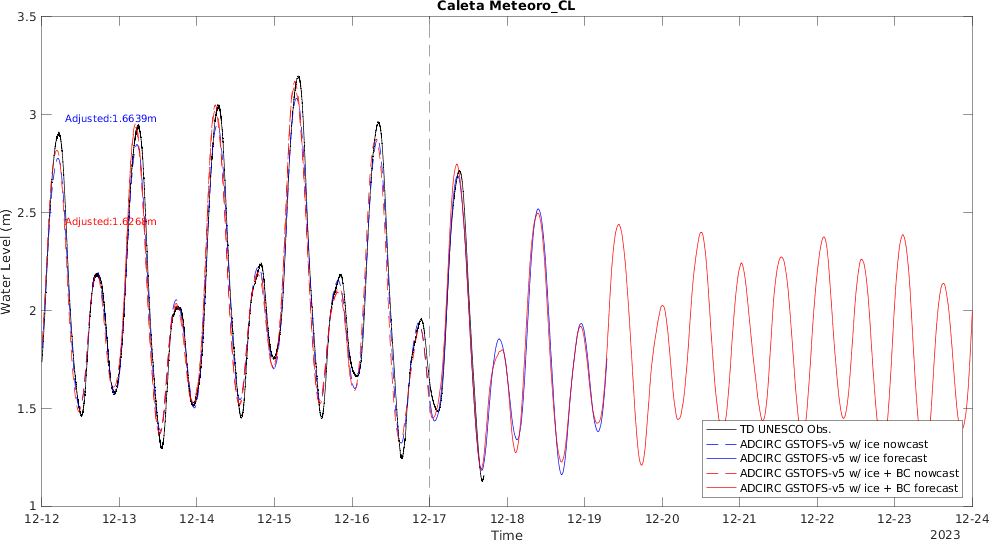 Caleta Meteoro_CL
3.5
3
2.5
2
1.5
1
Water Level (m)
Adjusted:1.6639m
Adjusted:1.6268m
TD UNESCO Obs.
ADCIRC GSTOFS-v5 w/ ice nowcast
ADCIRC GSTOFS-v5 w/ ice forecast
ADCIRC GSTOFS-v5 w/ ice + BC nowcast
ADCIRC GSTOFS-v5 w/ ice + BC forecast
12-12 12-13 12-14 12-15 12-16 12-17 12-18 12-19 12-20 12-21 12-22 12-23 12-24
Time
2023